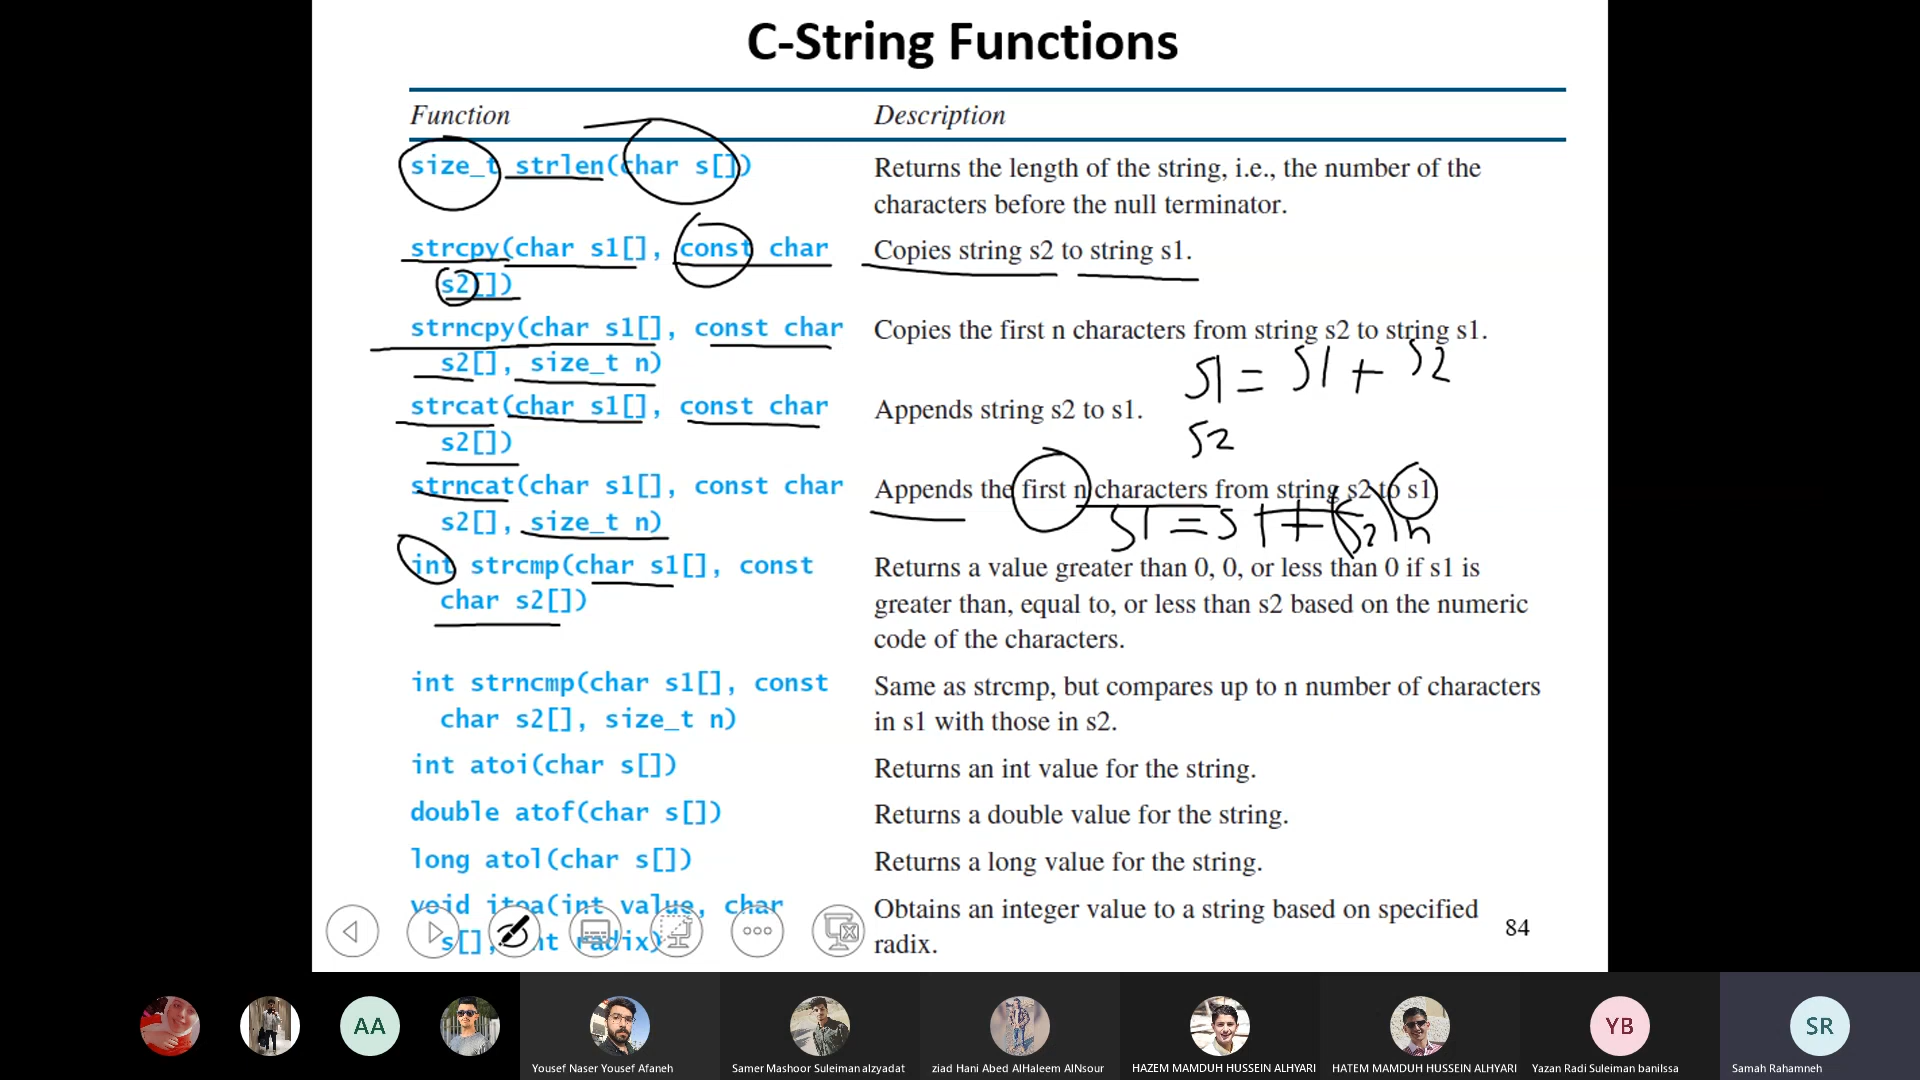 C-String Functions
Function Description
size_t strlen(char s[]) Returns the length of the string, i.e., the number of the
characters before the null terminator.
strcpy(char s1[], const char Copies string s2 to string s1.
s2[])
strncpy(char s1[], const char Copies the first n characters from string s2 to string s1.
s2[], size_t n)
S1 = S1 + S2
strcat(char s1[], const char Appends string s2 to s1.
s2[]) S2
strncat(char s1[], const char Appends the first n characters from string s2 to s1
s2[], size_t n) S1 = S1 + (S2) n
int strcmp(char s1[], const Returns a value greater than 0, 0, or less than 0 if s1 is
char s2[]) greater than, equal to, or less than s2 based on the numeric
code of the characters.
int strncmp(char s1[], const Same as strcmp, but compares up to n number of characters
char s2[], size_t n) in s1 with those in s2.
int atoi(char s[]) Returns an int value for the string.
double atof(char s[]) Returns a double value for the string.
long atol(char s[]) Returns a long value for the string.
void itoa(int value, char Obtains an integer value to a string based on specified
s[], int radix) radix.
84
AA YB SR
Yousef Naser Yousef Afaneh Samer Mashoor Suleiman alzyadat ziad Hani Abed AlHaleem AlNsour HAZEM MAMDUH HUSSEIN ALHYARI HATEM MAMDUH HUSSEIN ALHYARI Yazan Radi Suleiman baniIssa Samah Rahamneh